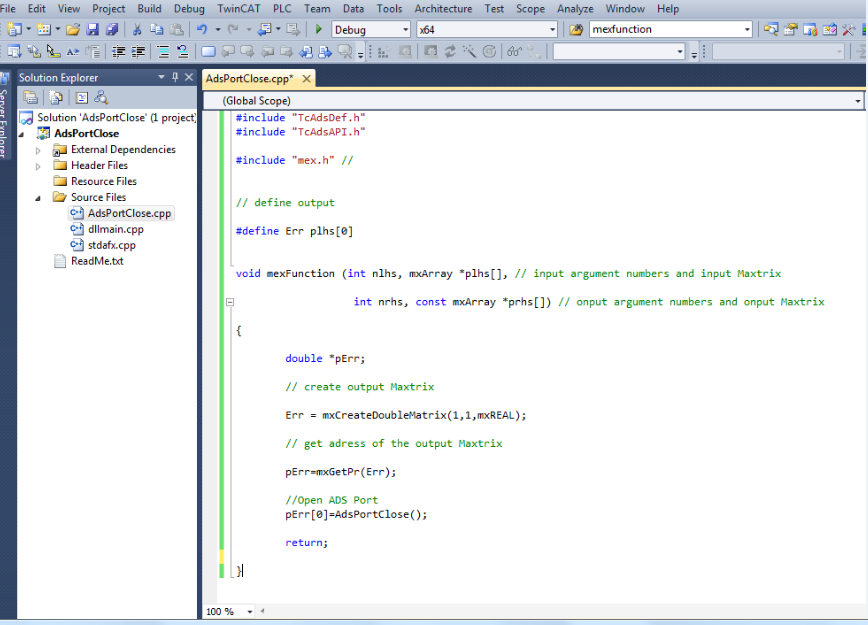 File Edit View Project Build Debug TwinCAT PLC Team Data Tools Architecture Test Scope Analyze Window Help
Debug x64 mexfunction
Server Explorer
Solution Explorer
Solution 'AdsPortClose' (1 project)
AdsPortClose
External Dependencies
Header Files
Resource Files
Source Files
AdsPortClose.cpp
dllmain.cpp
stdafx.cpp
ReadMe.txt
AdsPortClose.cpp*
(Global Scope)
#include "TcAdsDef.h"
#include "TcAdsAPI.h"
#include "mex.h" //
// define output
#define Err plhs[0]
void mexFunction (int nlhs, mxArray *plhs[], // input argument numbers and input Maxtrix
int nrhs, const mxArray *prhs[]) // onput argument numbers and onput Maxtrix
{
double *pErr;
// create output Maxtrix
Err = mxCreateDoubleMatrix(1,1,mxREAL);
// get adress of the output Maxtrix
pErr=mxGetPr(Err);
//Open ADS Port
pErr[0]=AdsPortClose();
return;
}
100 %